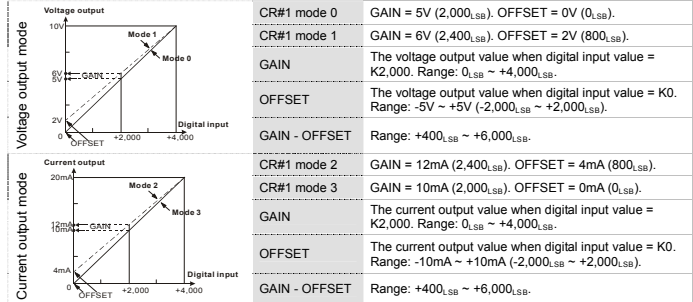 Voltage output mode
Voltage output
10V
Mode 1
Mode 0
6V
5V
GAIN
2V
Digital input
0
+2,000
+4,000
OFFSET
CR#1 mode 0
GAIN = 5V (2,000LSB). OFFSET = 0V (0LSB).
CR#1 mode 1
GAIN = 6V (2,400LSB). OFFSET = 2V (800LSB).
GAIN
The voltage output value when digital input value =
K2,000. Range: 0LSB ~ +4,000LSB.
OFFSET
The voltage output value when digital input value = K0.
Range: -5V ~ +5V (-2,000LSB ~ +2,000LSB).
GAIN - OFFSET
Range: +400LSB ~ +6,000LSB.
Current output mode
Current output
20mA
Mode 2
Mode 3
12mA
10mA
GAIN
4mA
Digital input
0
+2,000
+4,000
OFFSET
CR#1 mode 2
GAIN = 12mA (2,400LSB). OFFSET = 4mA (800LSB).
CR#1 mode 3
GAIN = 10mA (2,000LSB). OFFSET = 0mA (0LSB).
GAIN
The current output value when digital input value =
K2,000. Range: 0LSB ~ +4,000LSB.
OFFSET
The current output value when digital input value = K0.
Range: -10mA ~ +10mA (-2,000LSB ~ +2,000LSB).
GAIN - OFFSET
Range: +400LSB ~ +6,000LSB.